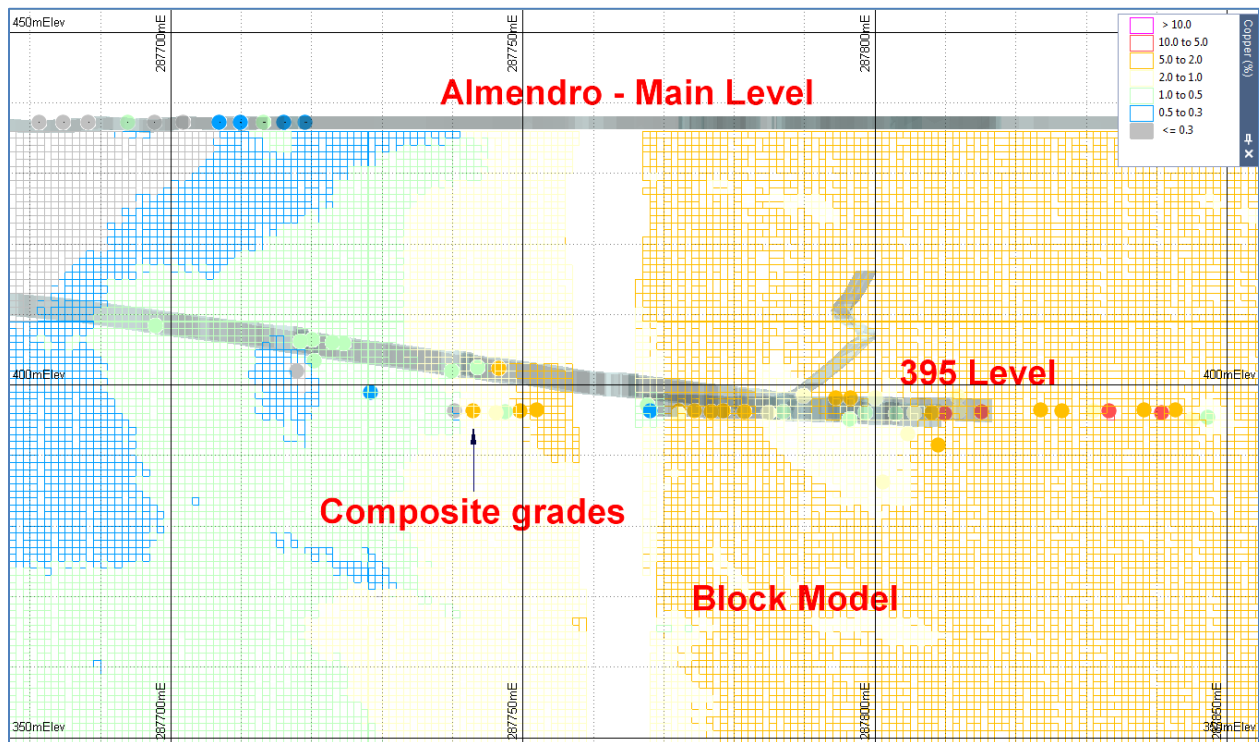 450mElev
287700mE
287750mE
287800mE
Copper (%)
> 10.0
10.0 to 5.0
5.0 to 2.0
2.0 to 1.0
1.0 to 0.5
0.5 to 0.3
<= 0.3
Almendro - Main Level
400mElev
395 Level
400mElev
Composite grades
Block Model
287700mE
287750mE
287800mE
287850mE
350mElev
350mElev